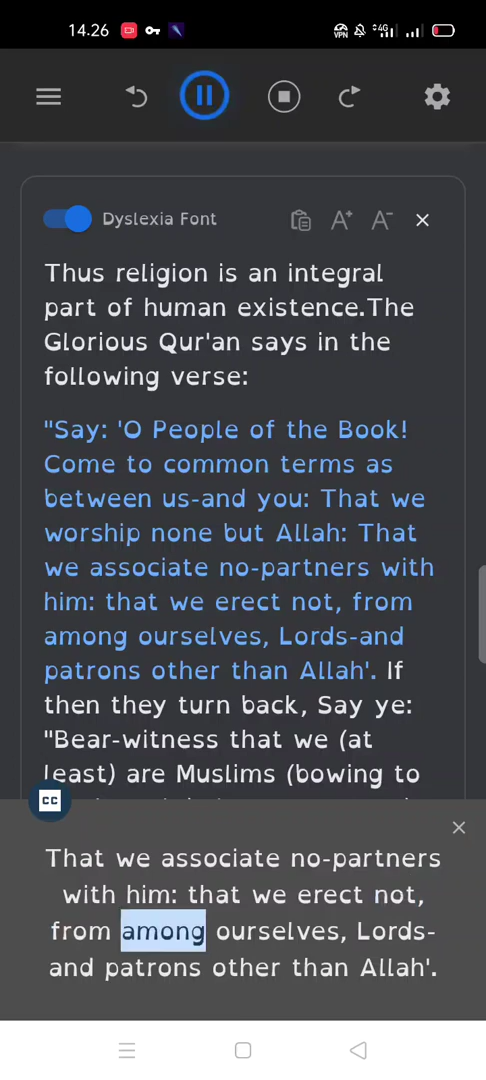 14.26
VPN
4G
Dyslexia Font
A+
A-
Thus religion is an integral
part of human existence.The
Glorious Qur'an says in the
following verse:
"Say: 'O People of the Book!
Come to common terms as
between us-and you: That we
worship none but Allah: That
we associate no-partners with
him: that we erect not, from
among ourselves, Lords-and
patrons other than Allah'. If
then they turn back, Say ye:
"Bear-witness that we (at
least) are Muslims (bowing to
CC
That we associate no-partners
with him: that we erect not,
from among ourselves, Lords-
and patrons other than Allah'.